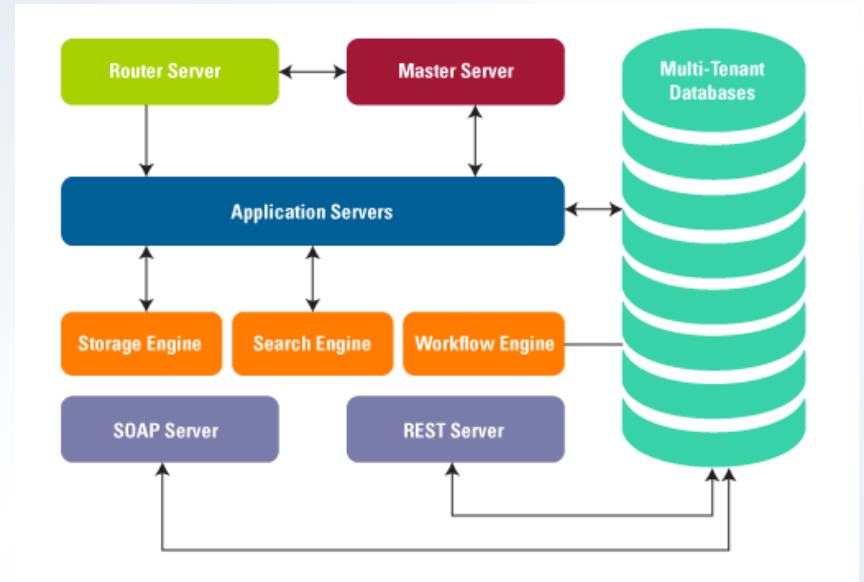 Router Server
Master Server
Multi-Tenant
Databases
Application Servers
Storage Engine
Search Engine
Workflow Engine
SOAP Server
REST Server